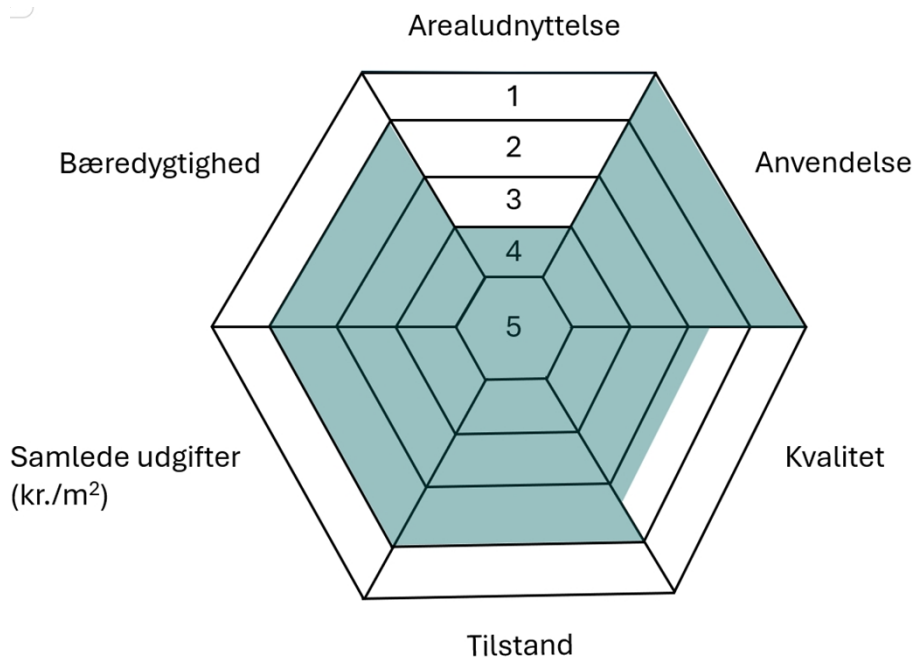 Arealudnyttelse
1
2
3
4
5
Bæredygtighed
Anvendelse
Samlede udgifter
(kr./m²)
Kvalitet
Tilstand